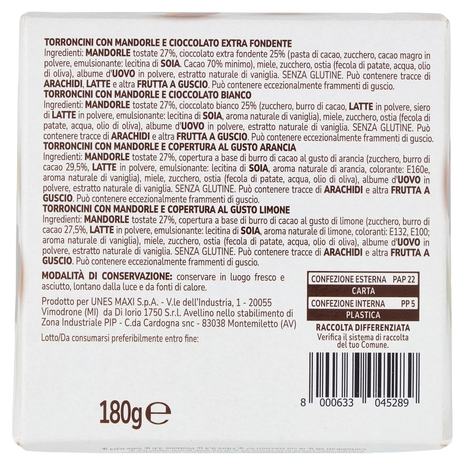 TORRONCINI CON MANDORLE E CIOCCOLATO EXTRA FONDENTE
Ingredienti: MANDORLE tostate 27%, cioccolato extra fondente 25% (pasta di cacao, zucchero, cacao magro in
polvere, emulsionante: lecitina di SOIA. Cacao 70% minimo), miele, zucchero, ostia (fecola di patate, acqua, olio
di oliva), albume d'UOVO in polvere, estratto naturale di vaniglia. SENZA GLUTINE. Può contenere tracce di
ARACHIDI, LATTE e altra FRUTTA A GUSCIO. Può contenere eccezionalmente frammenti di guscio.
TORRONCINI CON MANDORLE E CIOCCOLATO BIANCO
Ingredienti: MANDORLE tostate 27%, cioccolato bianco 25% (zucchero, burro di cacao, LATTE in polvere, siero
di LATTE in polvere, emulsionante: lecitina di SOIA, aroma naturale di vaniglia), miele, zucchero, ostia (fecola di
patate, acqua, olio di oliva), albume d'UOVO in polvere, estratto naturale di vaniglia. SENZA GLUTINE. Può
contenere tracce di ARACHIDI e altra FRUTTA A GUSCIO. Può contenere eccezionalmente frammenti di guscio.
TORRONCINI CON MANDORLE E COPERTURA AL GUSTO ARANCIA
Ingredienti: MANDORLE tostate 27%, copertura a base di burro di cacao al gusto di arancia (zucchero, burro di
cacao 29,5%, LATTE in polvere, emulsionante: lecitina di SOIA, aroma naturale di arancia, colorante: E160e,
aroma naturale di vaniglia), miele, zucchero, ostia (fecola di patate, acqua, olio di oliva), albume d'UOVO in
polvere, estratto naturale di vaniglia. SENZA GLUTINE. Può contenere tracce di ARACHIDI e altra FRUTTA A
GUSCIO. Può contenere eccezionalmente frammenti di guscio.
TORRONCINI CON MANDORLE E COPERTURA AL GUSTO LIMONE
Ingredienti: MANDORLE tostate 27%, copertura a base di burro di cacao al gusto di limone (zucchero, burro di
cacao 27,5%, LATTE in polvere, emulsionante: lecitina di SOIA, aroma naturale di limone, coloranti: E132, E100;
aroma naturale di vaniglia), miele, zucchero, ostia (fecola di patate, acqua, olio di oliva), albume d'UOVO in
polvere, estratto naturale di vaniglia. SENZA GLUTINE. Può contenere tracce di ARACHIDI e altra FRUTTA A
GUSCIO. Può contenere eccezionalmente frammenti di guscio.
MODALITÀ DI CONSERVAZIONE: conservare in luogo fresco e
asciutto, lontano dalla luce e da fonti di calore.
Prodotto per UNES MAXI S.p.A. - V.le dell'Industria, 1 - 20055
Vimodrone (MI) da Di Iorio 1750 S.r.l. Avellino nello stabilimento di
Zona Industriale PIP - C.da Cardogna snc - 83038 Montemiletto (AV)
Lotto/Da consumarsi preferibilmente entro fine:
CONFEZIONE ESTERNA PAP 22
CARTA
CONFEZIONE INTERNA PP 5
PLASTICA
RACCOLTA DIFFERENZIATA
Verifica il sistema di raccolta
del tuo Comune.
180g e
8 000633 045289